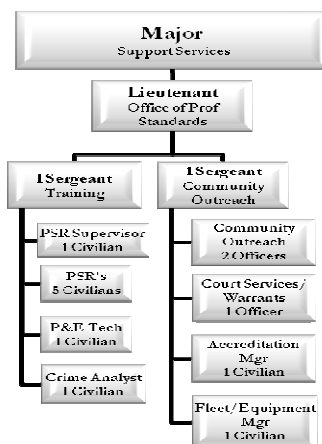 Major
Support Services
Lieutenant
Office of Prof
Standards
1Sergeant
Training
PSR Supervisor
1 Civilian
PSR's
5 Civilians
P&E Tech
1 Civilian
Crime Analyst
1 Civilian
1Sergeant
Community
Outreach
Community
Outreach
2 Officers
Court Services/
Warrants
1 Officer
Accreditation
Mgr
1 Civilian
Fleet/Equipment
Mgr
1 Civilian